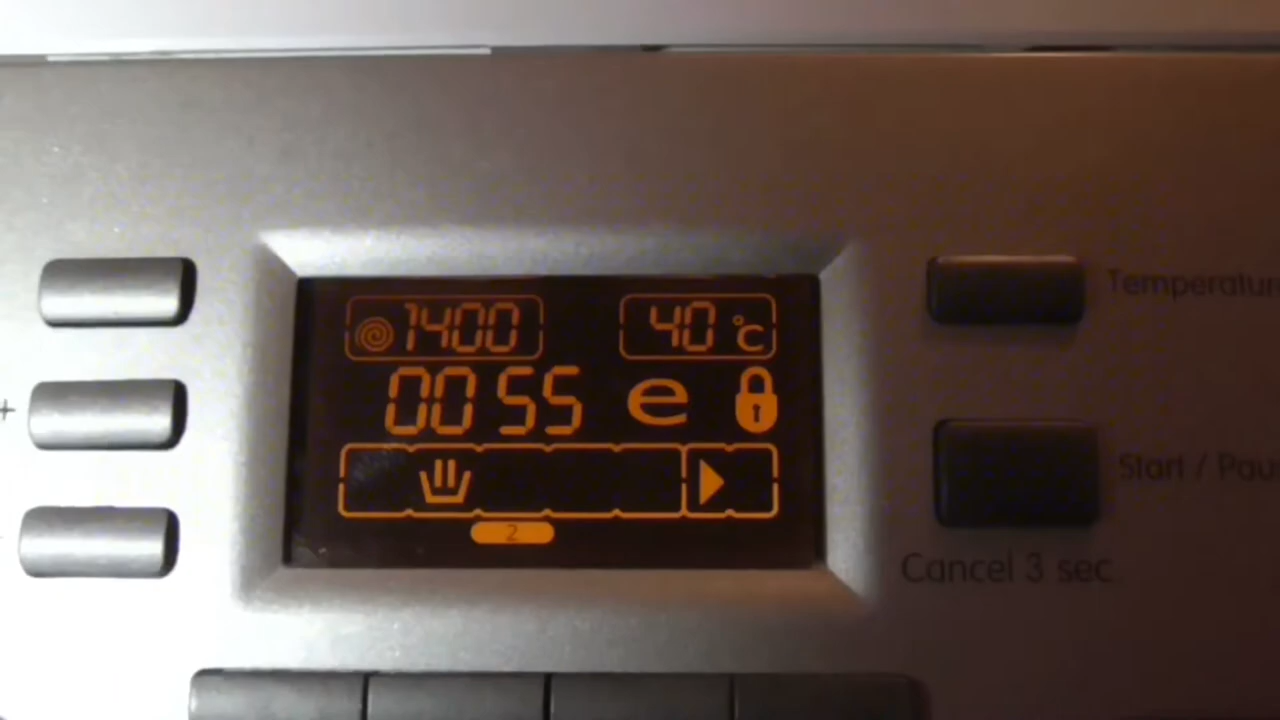 1400 40 °C
Temperatur
00 55 e
+
Start / Pau
2
Cancel 3 sec